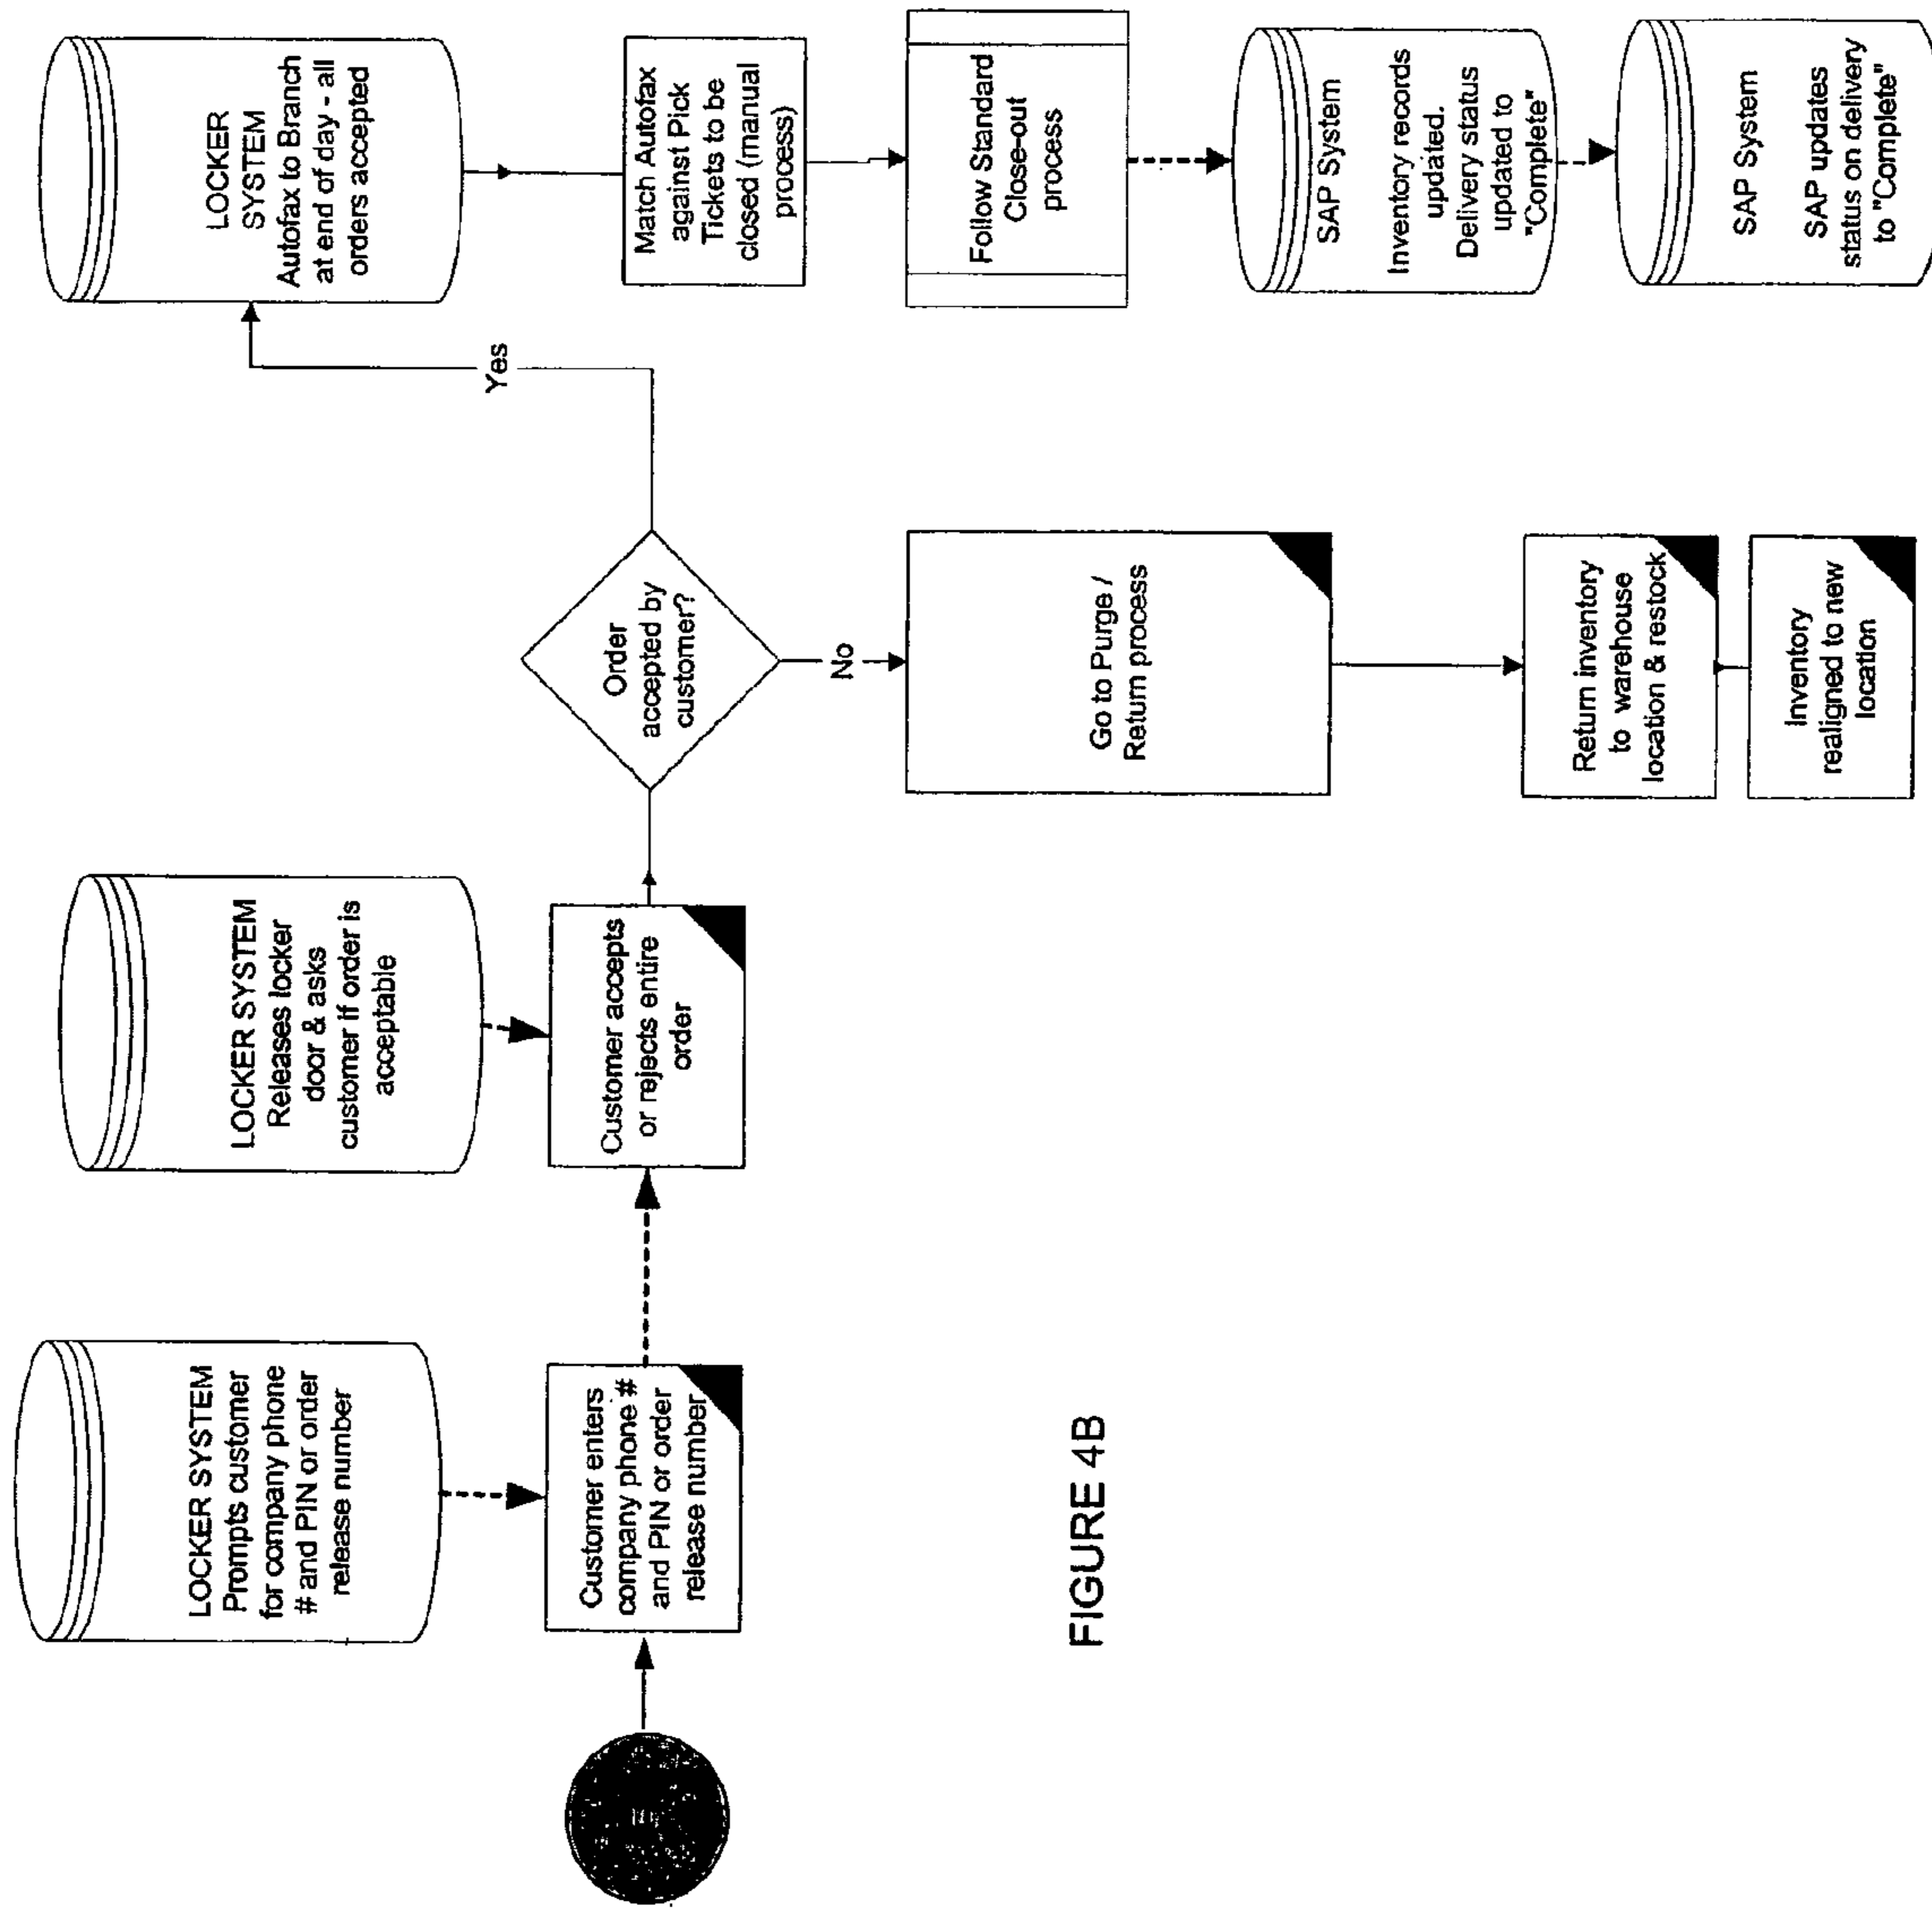 LOCKER SYSTEM
Prompts customer
for company phone
# and PIN or order
release number
Customer enters
company phone #
and PIN or order
release number
LOCKER SYSTEM
Releases locker
door & asks
customer if order is
acceptable
Customer accepts
or rejects entire
order
Order
accepted by
customer?
Yes
No
LOCKER
SYSTEM
Autofax to Branch
at end of day - all
orders accepted
Match Autofax
against Pick
Tickets to be
closed (manual
process)
Follow Standard
Close-out
process
SAP System
Inventory records
updated.
Delivery status
updated to
"Complete"
SAP System
SAP updates
status on delivery
to "Complete"
Go to Purge /
Return process
Return inventory
to warehouse
location & restock
Inventory
realigned to new
location
FIGURE 4B